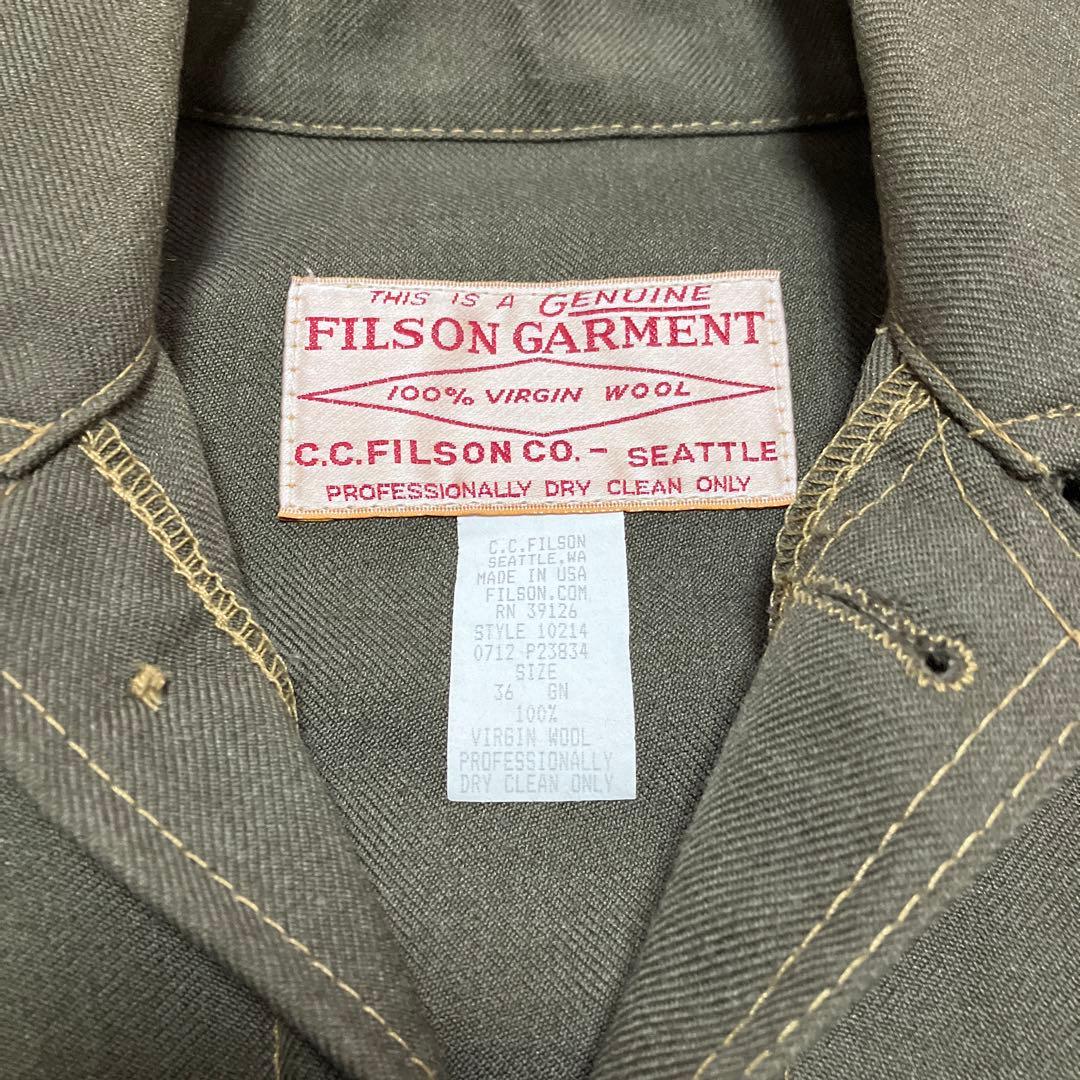 THIS IS A GENUINE
FILSON GARMENT
100% VIRGIN WOOL
C.C.FILSON CO. - SEATTLE
PROFESSIONALLY DRY CLEAN ONLY
C.C.FILSON
SEATTLE,WA
MADE IN USA
FILSON.COM
RN 39126
STYLE 10214
0712 P23834
SIZE
36 GN
100%
VIRGIN WOOL
PROFESSIONALLY
DRY CLEAN ONLY